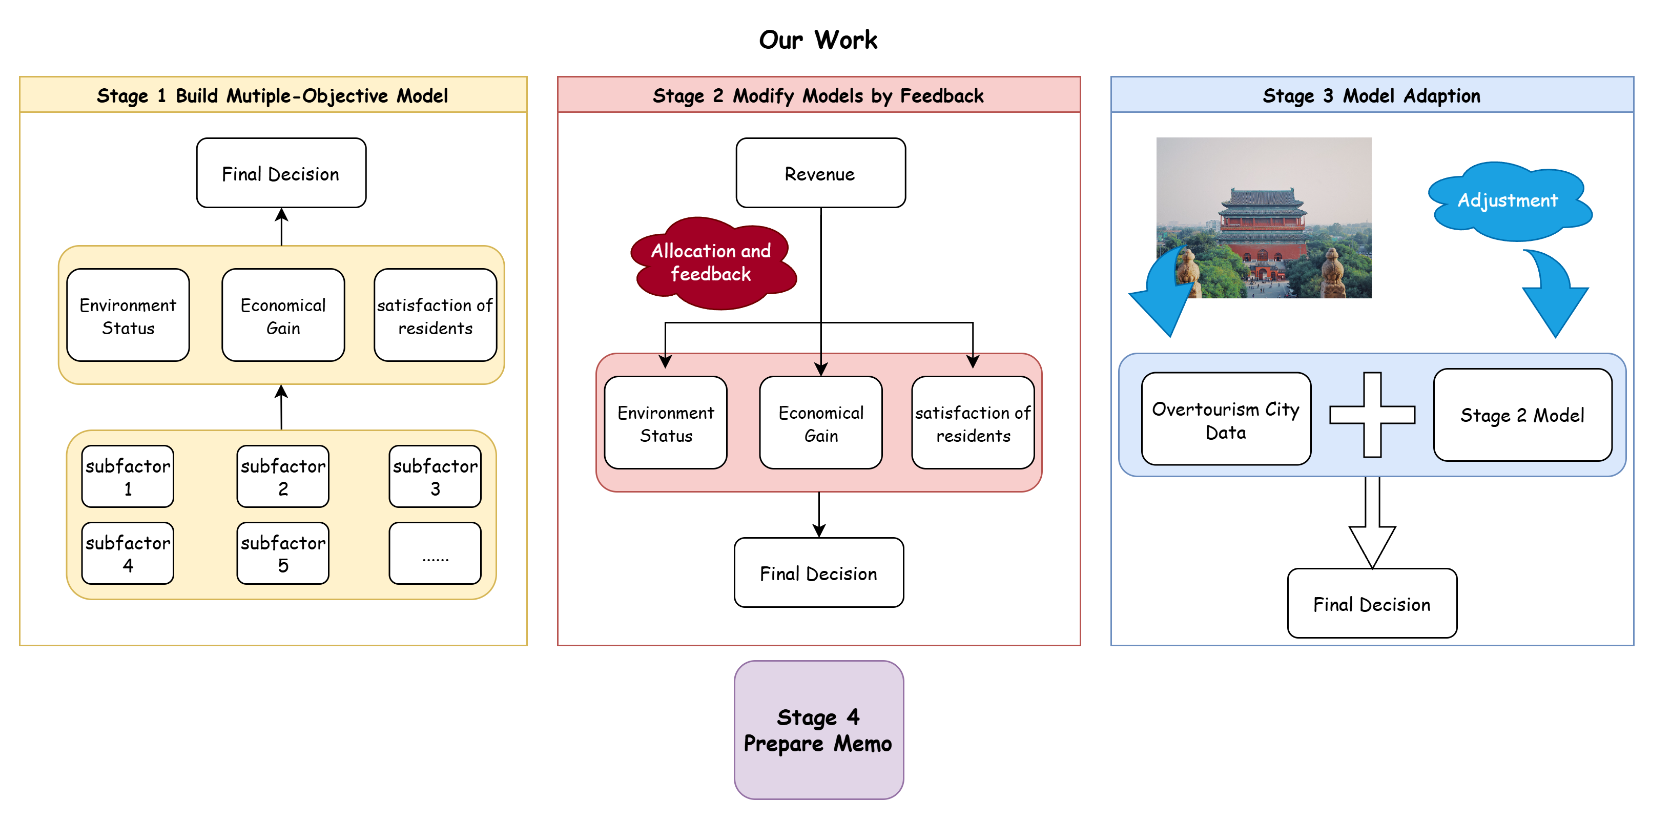 Our Work
Stage 1 Build Mutiple-Objective Model
Final Decision
Environment
Status
Economical
Gain
satisfaction of
residents
subfactor
1
subfactor
2
subfactor
3
subfactor
4
subfactor
5
......
Stage 2 Modify Models by Feedback
Revenue
Allocation and
feedback
Environment
Status
Economical
Gain
satisfaction of
residents
Final Decision
Stage 3 Model Adaption
Adjustment
Overtourism City
Data
Stage 2 Model
Final Decision
Stage 4
Prepare Memo